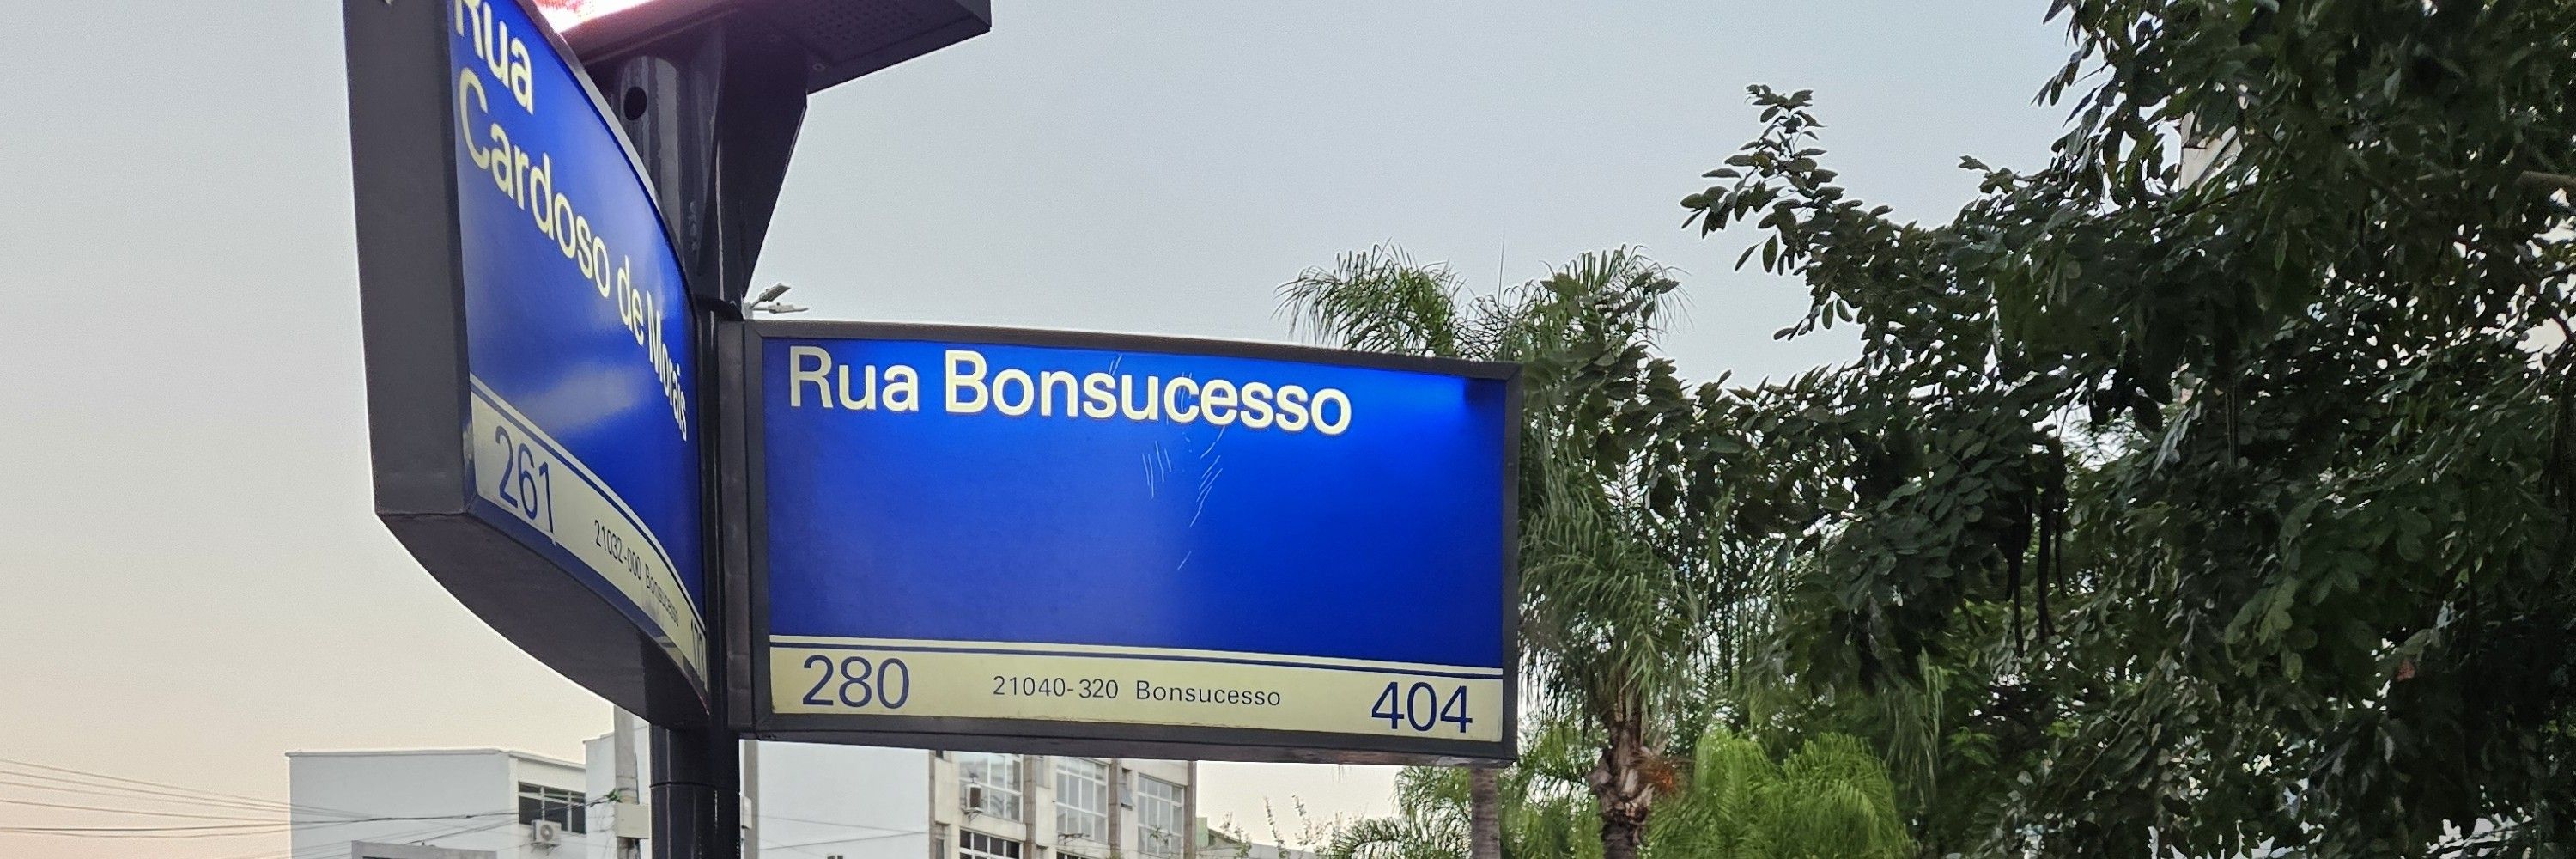 Rua
Cardoso de Morais
261 21032-000 Bonsucesso
Rua Bonsucesso
280 21040-320 Bonsucesso 404